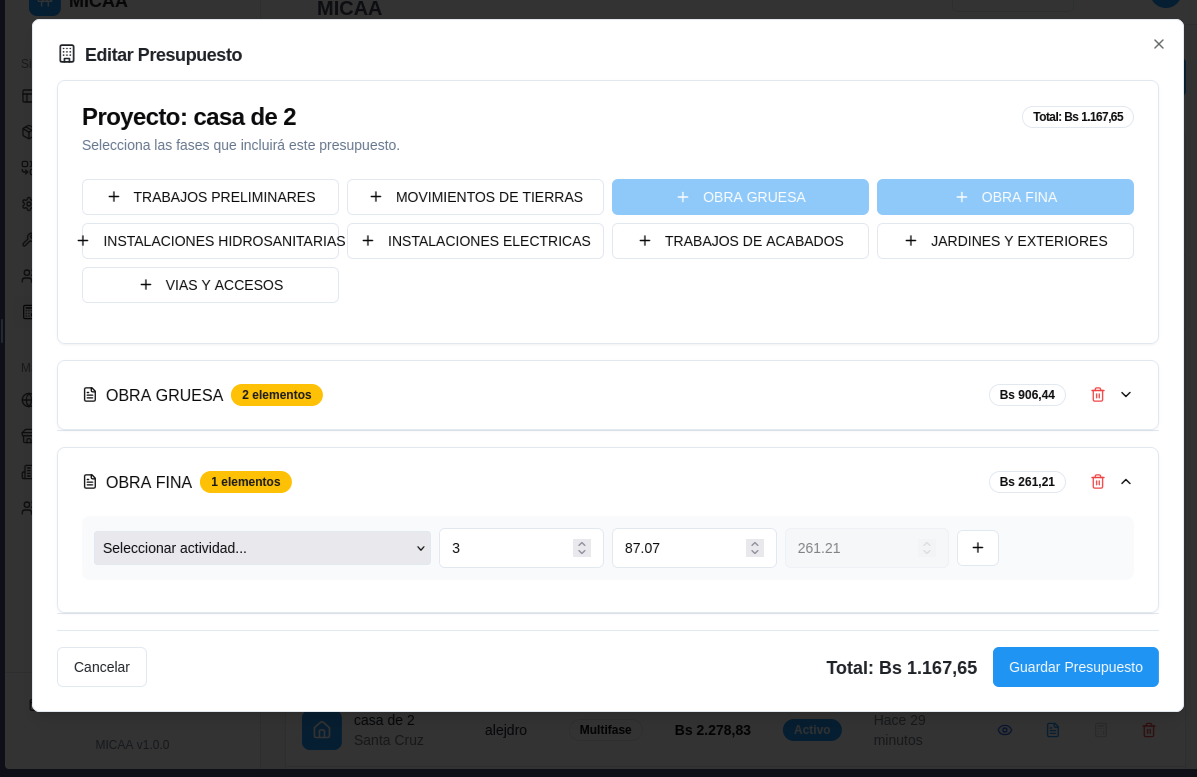 MICAA
MICAA
Editar Presupuesto
Proyecto: casa de 2
Total: Bs 1.167,65
Selecciona las fases que incluirá este presupuesto.
TRABAJOS PRELIMINARES
MOVIMIENTOS DE TIERRAS
OBRA GRUESA
OBRA FINA
INSTALACIONES HIDROSANITARIAS
INSTALACIONES ELECTRICAS
TRABAJOS DE ACABADOS
JARDINES Y EXTERIORES
VIAS Y ACCESOS
OBRA GRUESA 2 elementos Bs 906,44
OBRA FINA 1 elementos Bs 261,21
Seleccionar actividad... 3 87.07 261.21
Cancelar Total: Bs 1.167,65 Guardar Presupuesto
casa de 2
Santa Cruz
alejdro
Multifase
Bs 2.278,83
Activo
Hace 29
minutos
MICAA v1.0.0